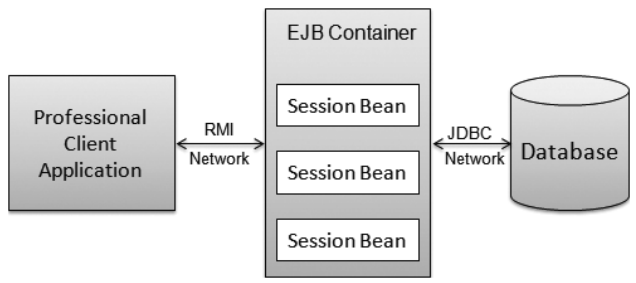 Professional
Client
Application
RMI
Network
EJB Container
Session Bean
Session Bean
Session Bean
JDBC
Network
Database